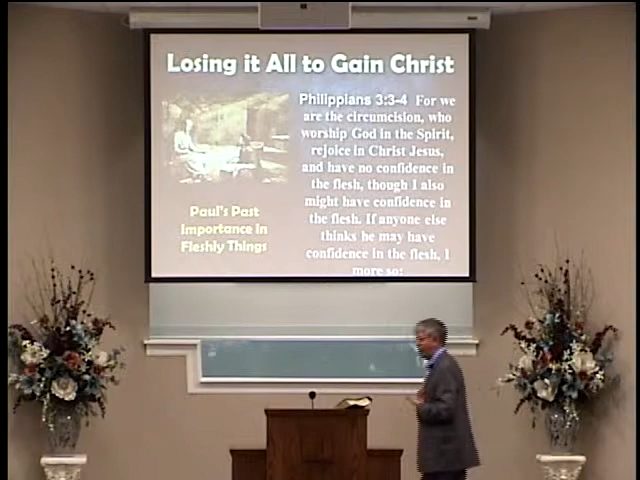 Losing it All to Gain Christ
Philippians 3:3-4 For we
are the circumcision, who
worship God in the Spirit,
rejoice in Christ Jesus,
and have no confidence in
the flesh, though I also
might have confidence in
the flesh. If anyone else
thinks he may have
confidence in the flesh, I
more so:
Paul's Past
Importance In
Fleshly Things